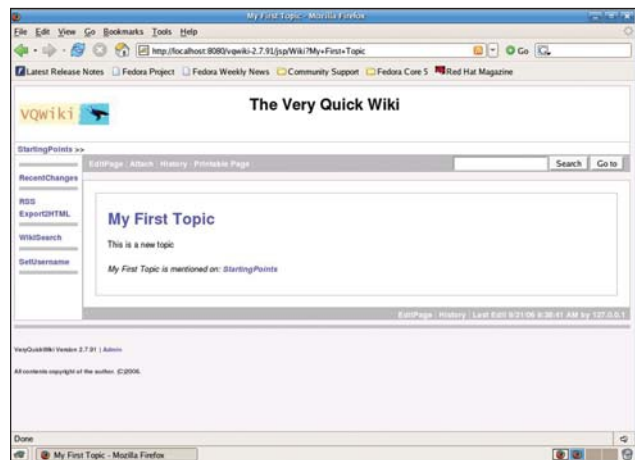 My First Topic - Mozilla Firefox
File Edit View Go Bookmarks Tools Help
http://localhost:8080/vqwiki-2.7.91/jsp/Wiki?My+First+Topic
Go
Latest Release Notes Fedora Project Fedora Weekly News Community Support Fedora Core 5 Red Hat Magazine
VQWiki
The Very Quick Wiki
StartingPoints >>
EditPage | Attach | History | Printable Page
Search Go to
RecentChanges
RSS
Export2HTML
WikiSearch
SetUsername
My First Topic
This is a new topic
My First Topic is mentioned on: StartingPoints
EditPage | History | Last Edit 8/31/06 6:38:41 AM by 127.0.0.1
VeryQuickWiki Version 2.7.91 | Admin
All contents copyright of the author. (C)2006.
Done
My First Topic - Mozilla Firefox